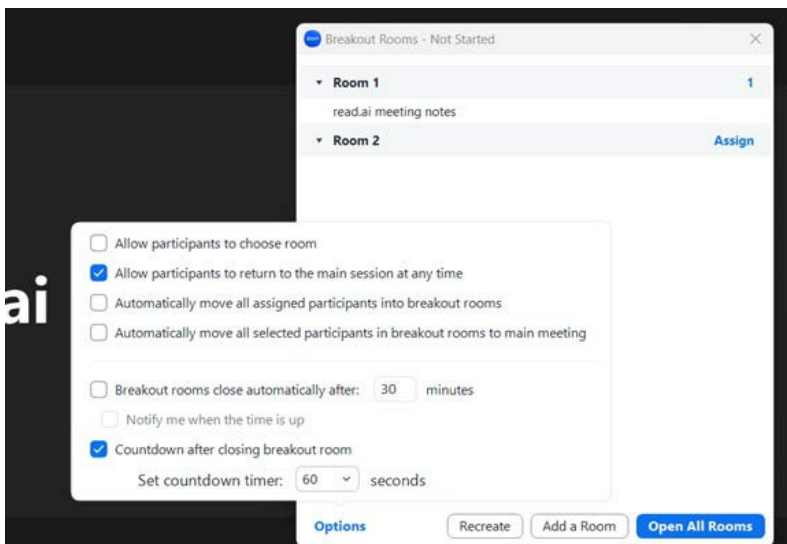 Breakout Rooms - Not Started
Room 1 1
read.ai meeting notes
Room 2 Assign
ai
Allow participants to choose room
Allow participants to return to the main session at any time
Automatically move all assigned participants into breakout rooms
Automatically move all selected participants in breakout rooms to main meeting
Breakout rooms close automatically after: 30 minutes
Notify me when the time is up
Countdown after closing breakout room
Set countdown timer: 60 seconds
Options Recreate Add a Room Open All Rooms